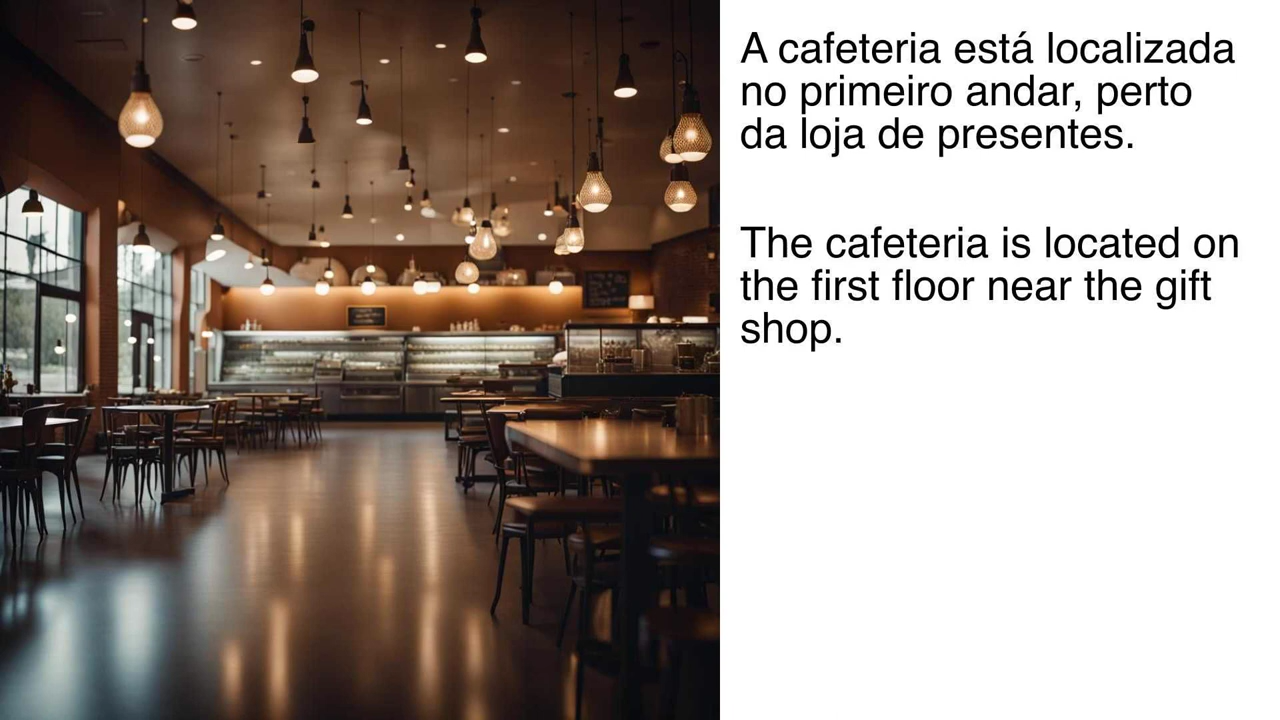 A cafeteria está localizada
no primeiro andar, perto
da loja de presentes.
The cafeteria is located on
the first floor near the gift
shop.